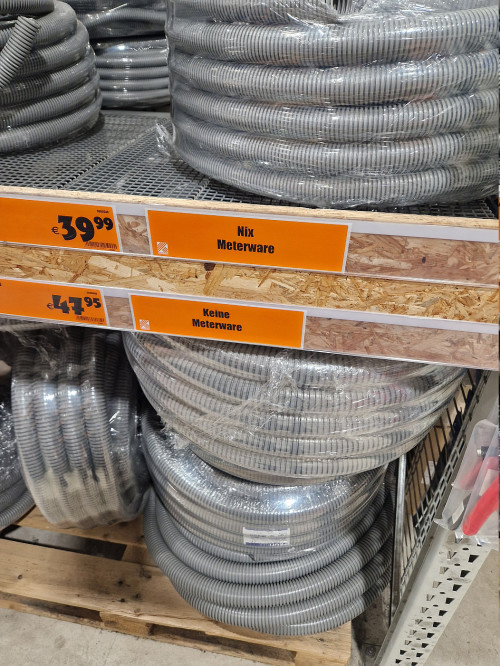 €39.99
Nix
Meterware
€47.95
Keine
Meterware